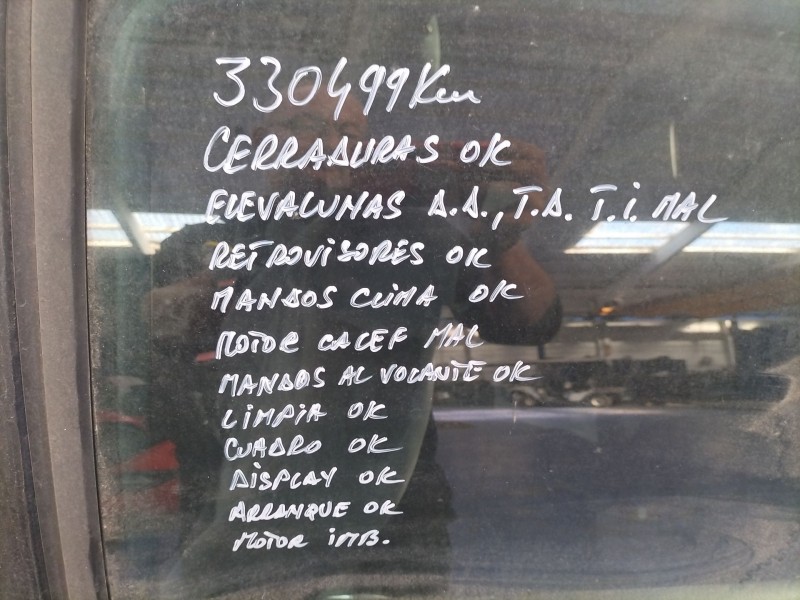 330499Km
CERRADURAS OK
ELEVALUNAS D.D., T.D. T.I. MAL
RETROVISORES OK
MANDOS CLIMA OK
MOTOR CALEF MAL
MANDOS AL VOLANTE OK
LIMPIA OK
CUADRO OK
DISPLAY OK
ARRANQUE OK
MOTOR IMB.